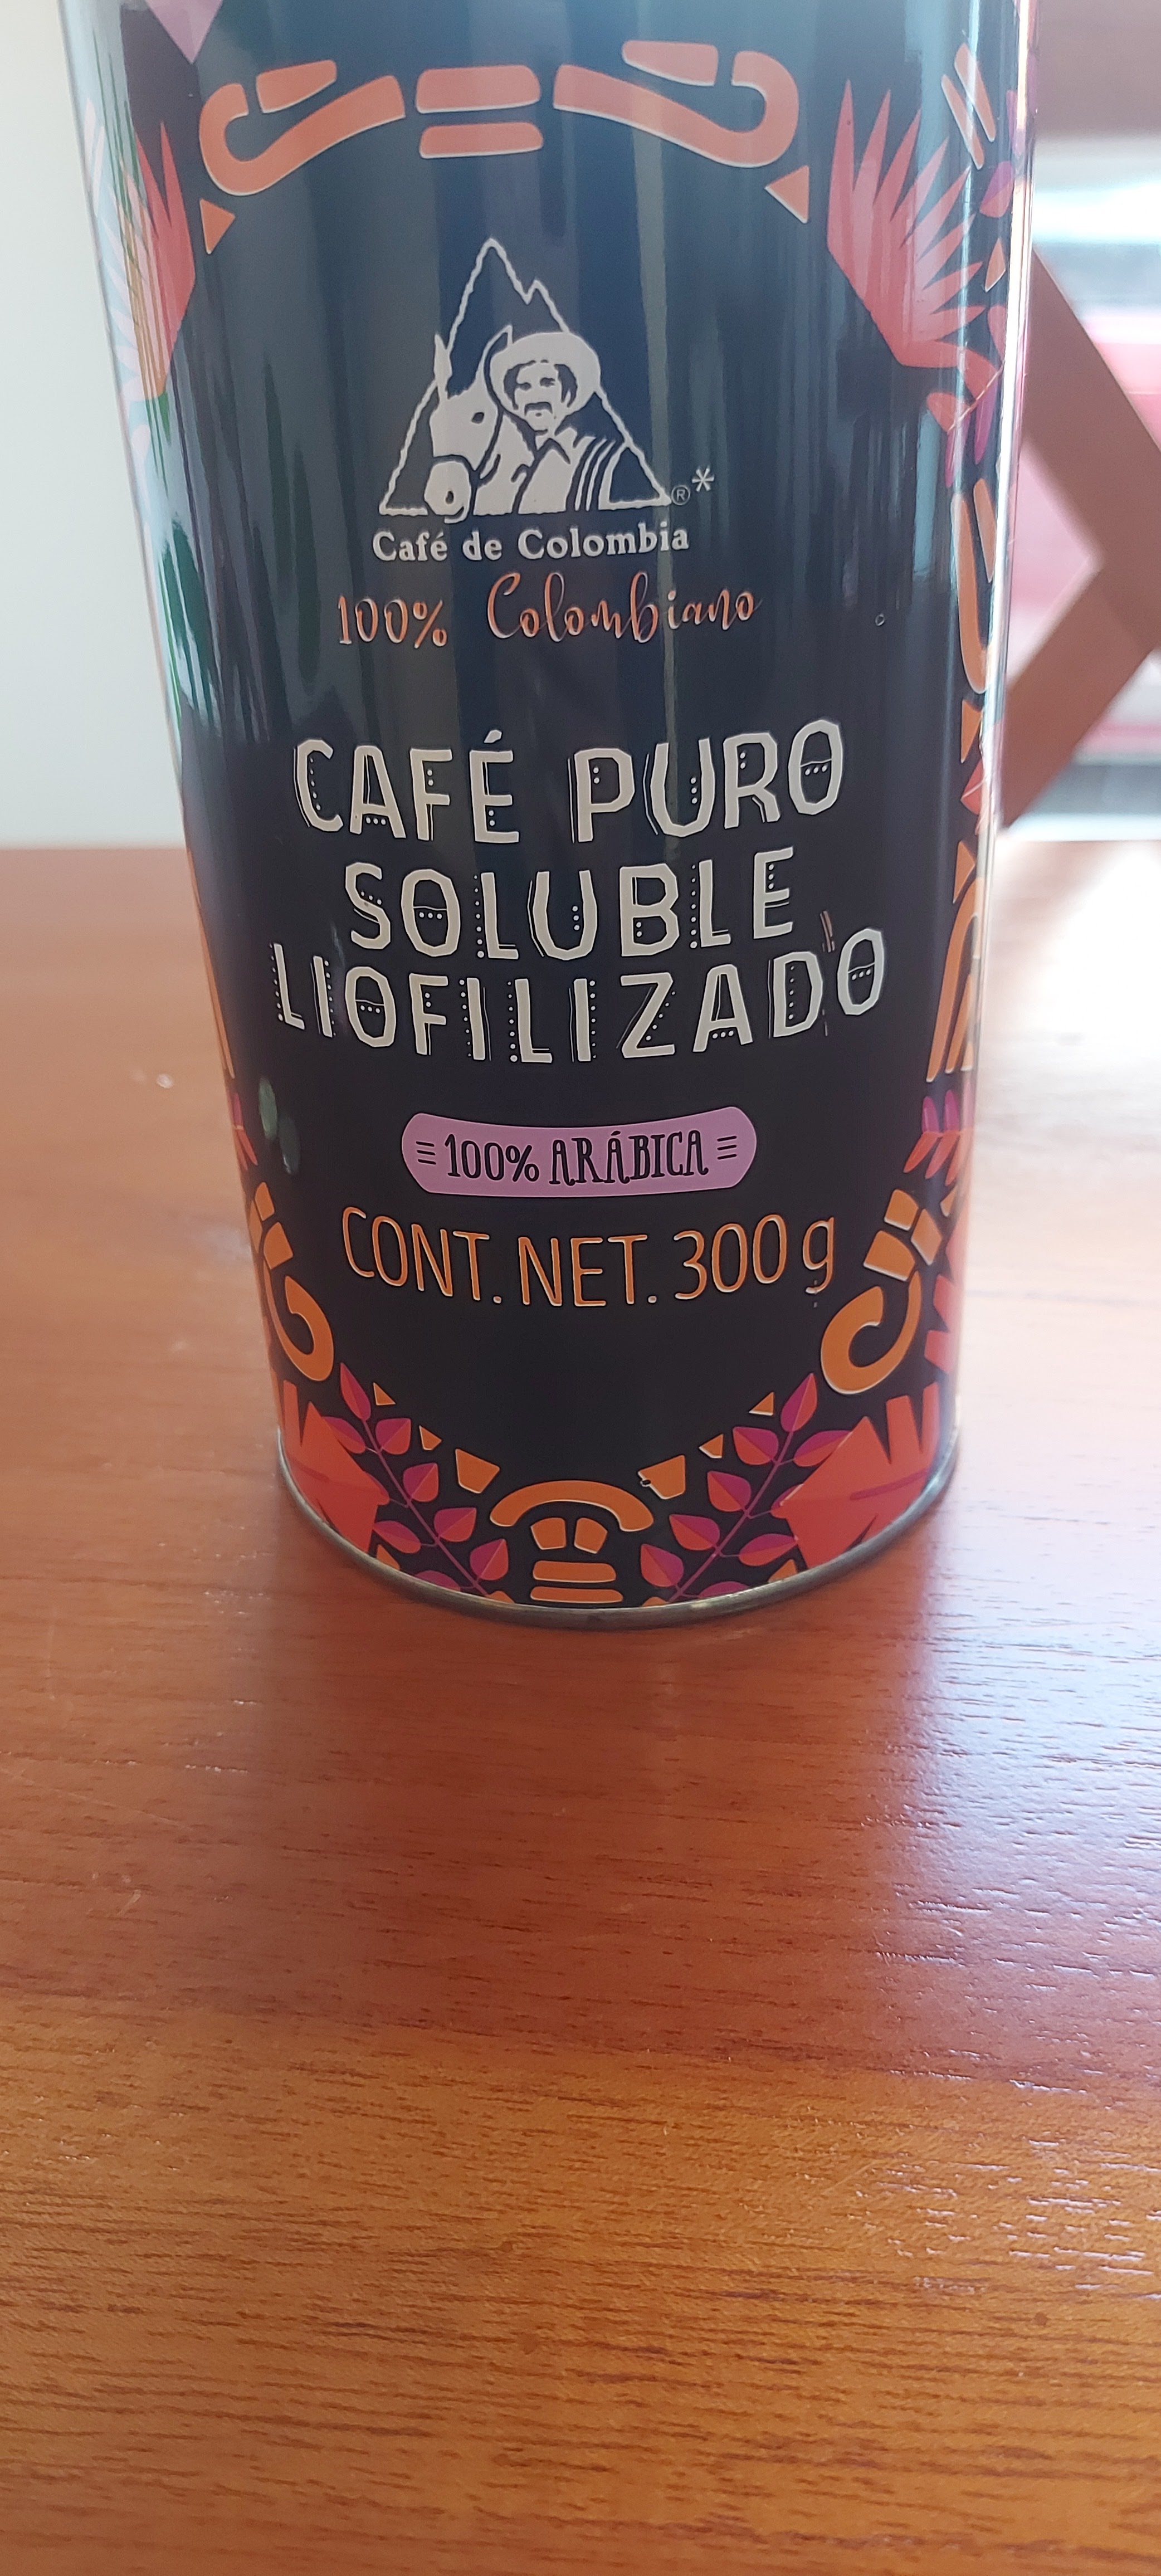 ®*
Café de Colombia
100% Colombiano
CAFÉ PURO
SOLUBLE
LIOFILIZADO
100% ARÁBICA
CONT. NET. 300 g